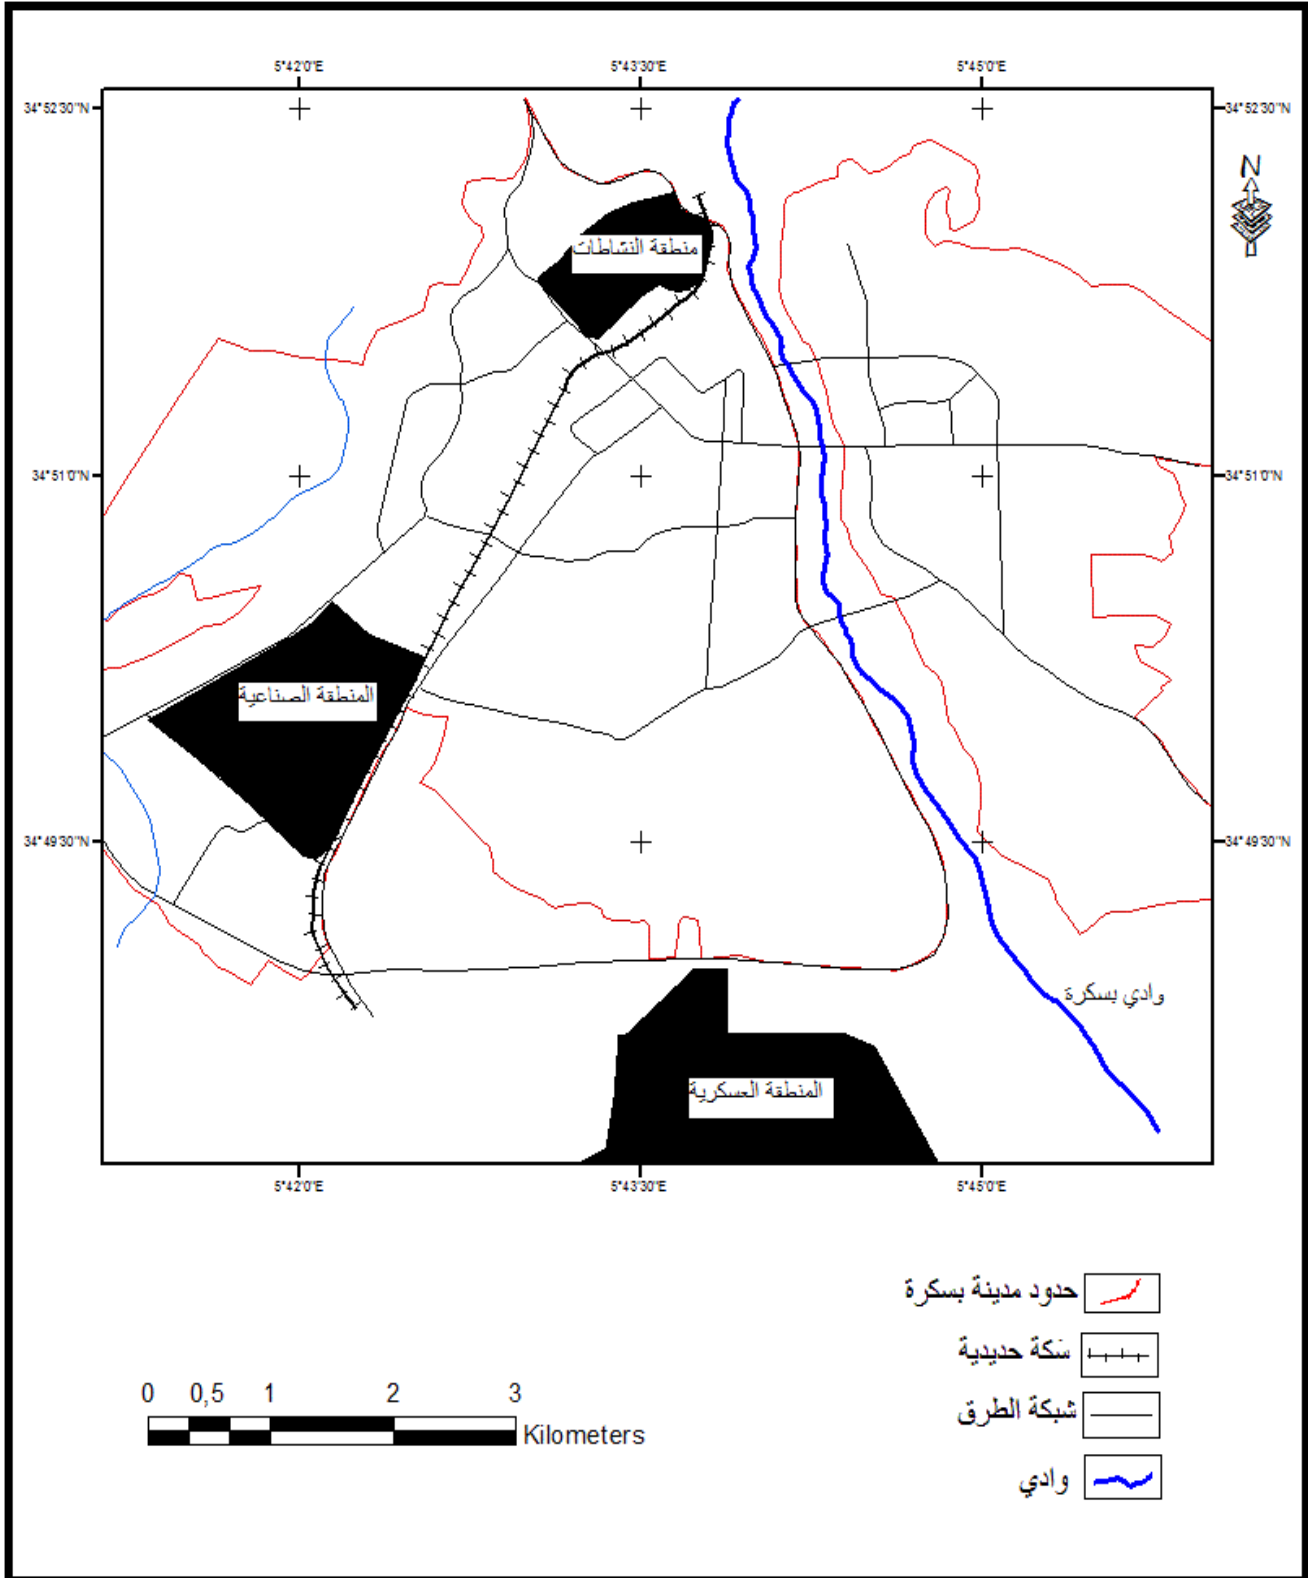 5°42'0"E
5°43'30"E
5°45'0"E
34°52'30"N
34°52'30"N
N
منطقة النشاطات
34°51'0"N
34°51'0"N
المنطقة الصناعية
34°49'30"N
34°49'30"N
وادي بسكرة
المنطقة العسكرية
5°42'0"E
5°43'30"E
5°45'0"E
حدود مدينة بسكرة
سكة حديدية
شبكة الطرق
وادي
0 0,5 1 2 3
Kilometers